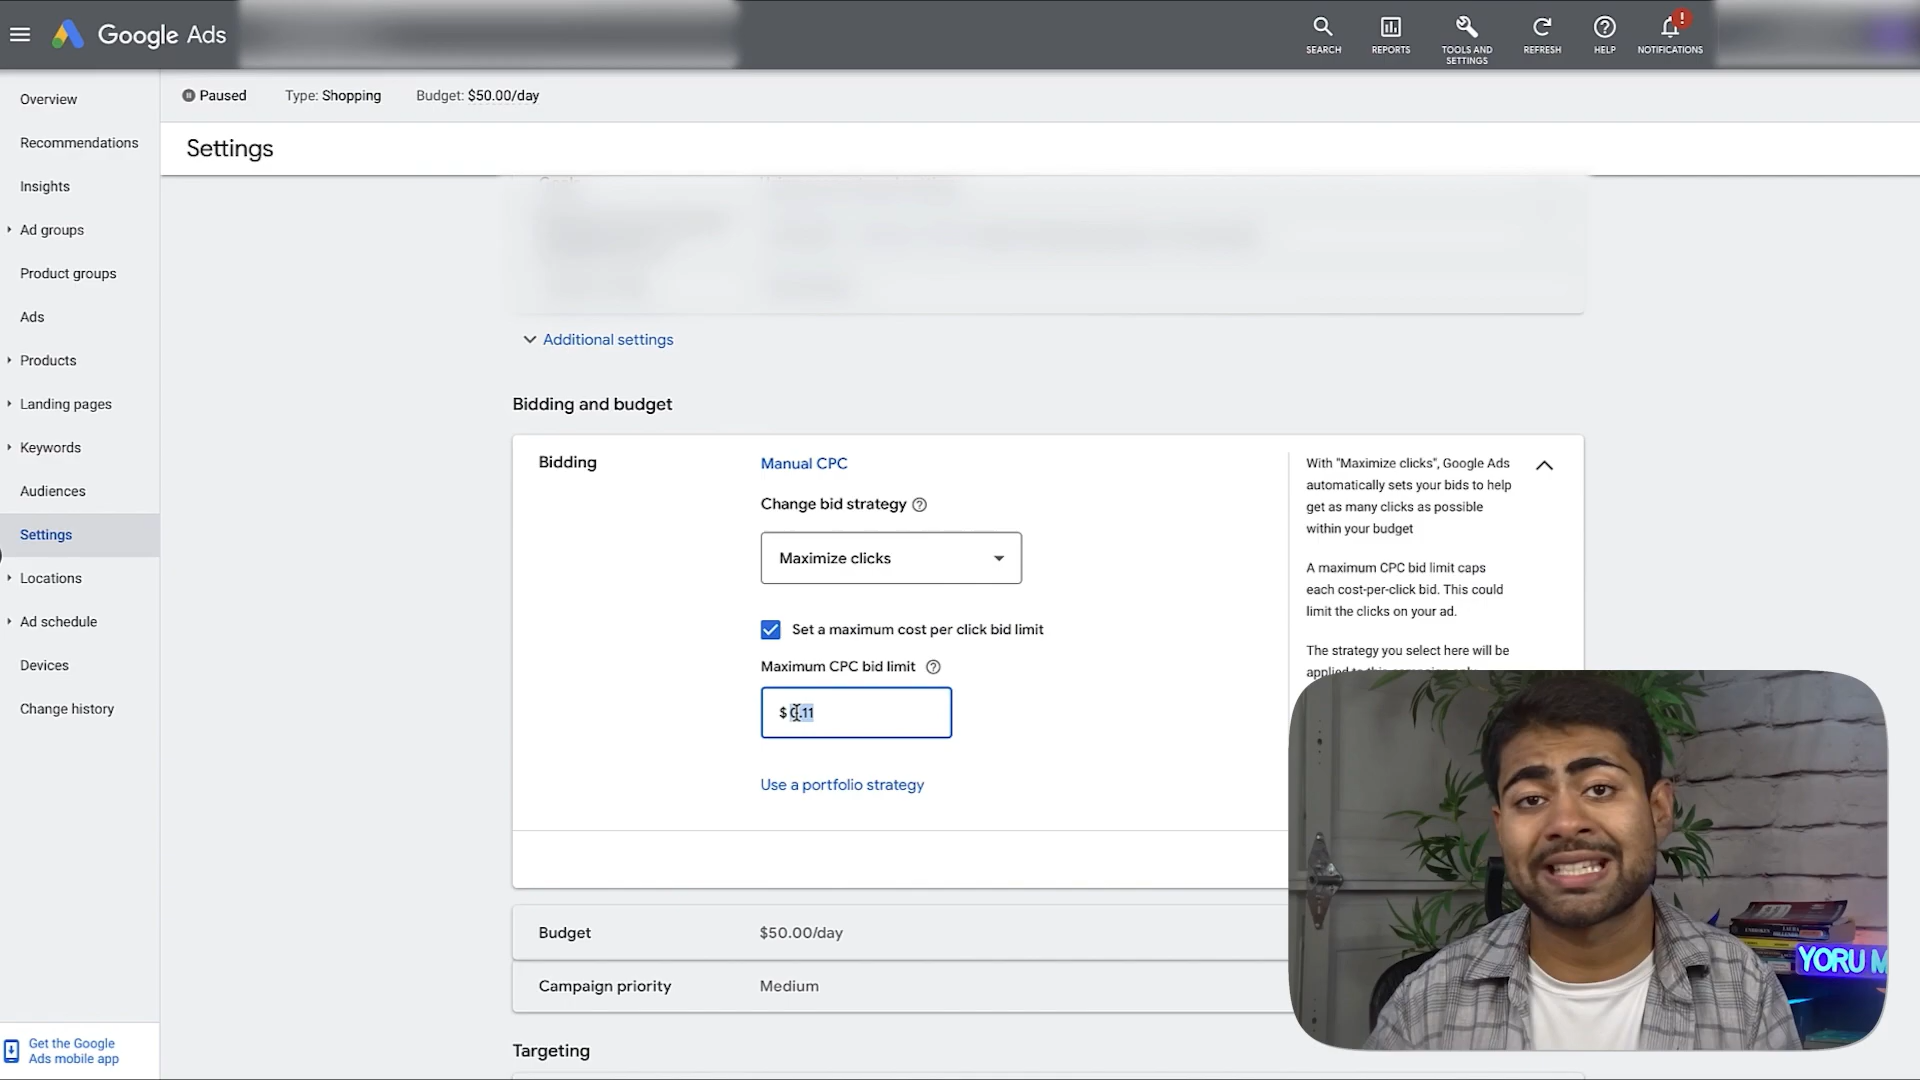 Google Ads
SEARCH
REPORTS
TOOLS AND
SETTINGS
REFRESH
HELP
!
NOTIFICATIONS
Overview
Recommendations
Insights
Ad groups
Product groups
Ads
Products
Landing pages
Keywords
Audiences
Settings
Locations
Ad schedule
Devices
Change history
Get the Google
Ads mobile app
Paused
Type: Shopping
Budget: $50.00/day
Settings
Additional settings
Bidding and budget
Bidding
Manual CPC
Change bid strategy
Maximize clicks
Set a maximum cost per click bid limit
Maximum CPC bid limit
$ 0.11
Use a portfolio strategy
With "Maximize clicks", Google Ads
automatically sets your bids to help
get as many clicks as possible
within your budget
A maximum CPC bid limit caps
each cost-per-click bid. This could
limit the clicks on your ad.
The strategy you select here will be
Budget
$50.00/day
Campaign priority
Medium
Targeting
YORU M